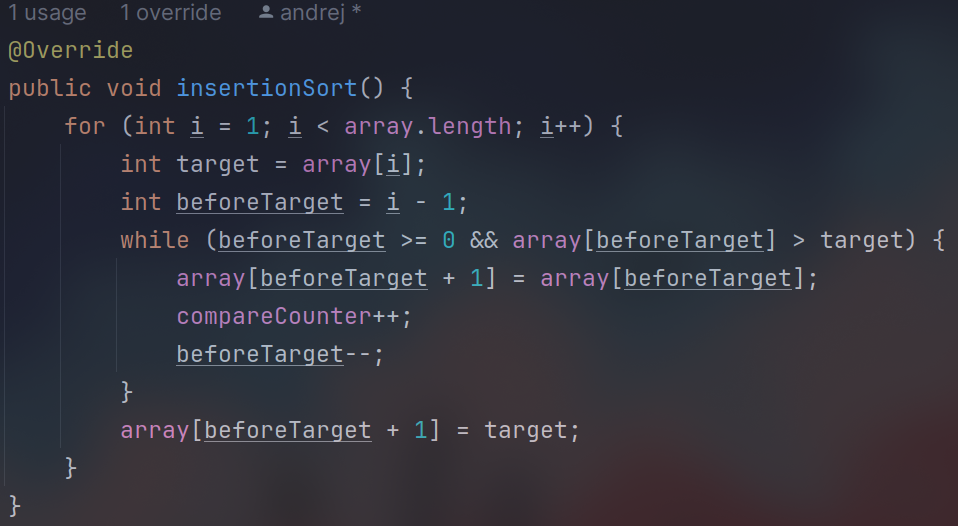 1 usage 1 override andrej *
@Override
public void insertionSort() {
    for (int i = 1; i < array.length; i++) {
        int target = array[i];
        int beforeTarget = i - 1;
        while (beforeTarget >= 0 && array[beforeTarget] > target) {
            array[beforeTarget + 1] = array[beforeTarget];
            compareCounter++;
            beforeTarget--;
        }
        array[beforeTarget + 1] = target;
    }
}